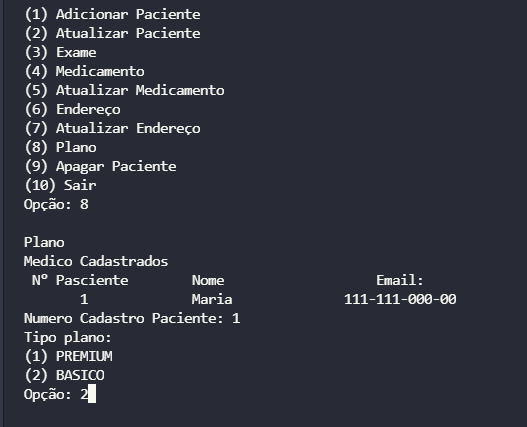 (1) Adicionar Paciente
(2) Atualizar Paciente
(3) Exame
(4) Medicamento
(5) Atualizar Medicamento
(6) Endereço
(7) Atualizar Endereço
(8) Plano
(9) Apagar Paciente
(10) Sair
Opção: 8
Plano
Medico Cadastrados
Nº Pasciente Nome Email:
1 Maria 111-111-000-00
Numero Cadastro Paciente: 1
Tipo plano:
(1) PREMIUM
(2) BASICO
Opção: 2